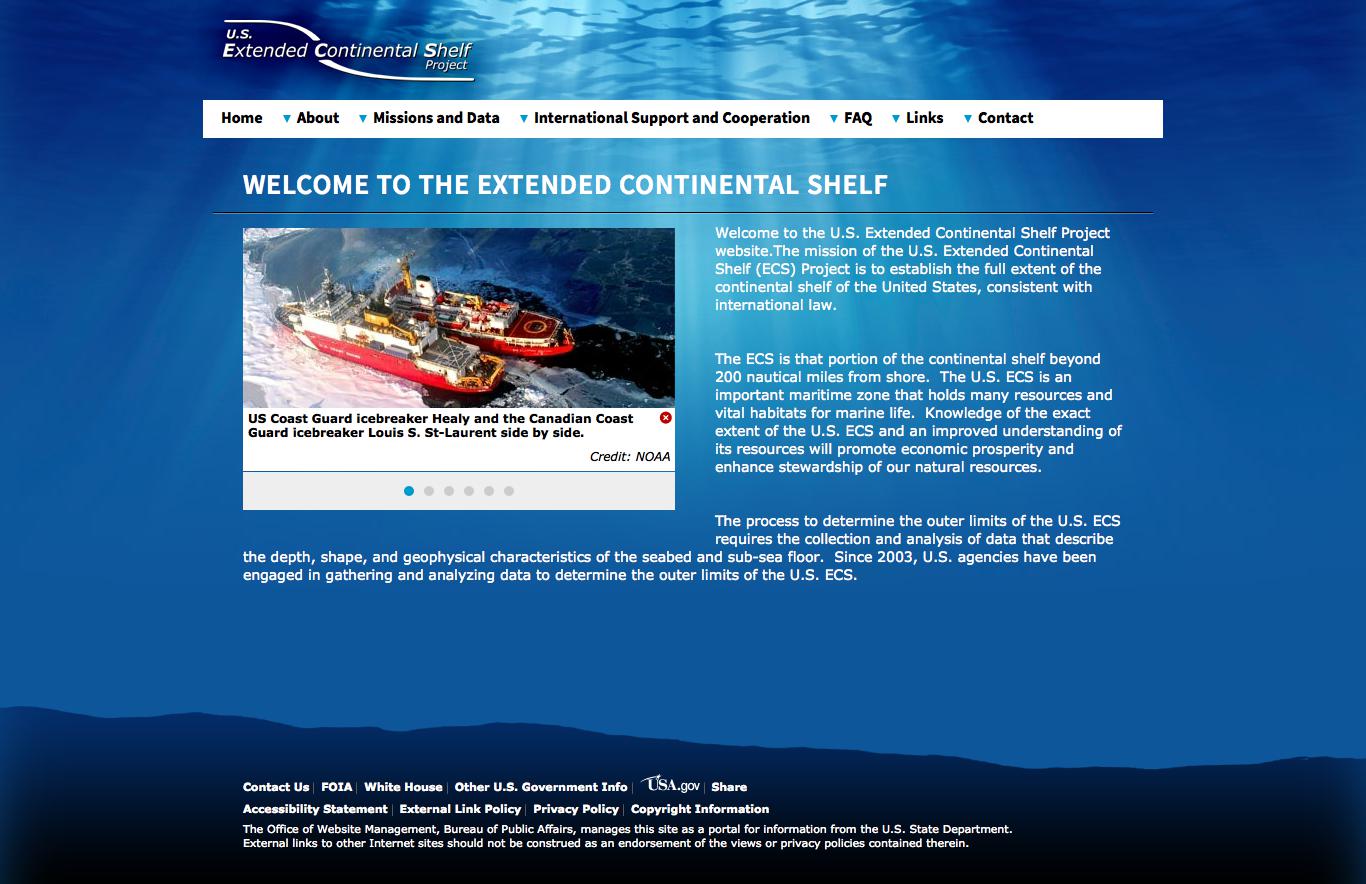 U.S.
Extended Continental Shelf
Project
Home ▼ About ▼ Missions and Data ▼ International Support and Cooperation ▼ FAQ ▼ Links ▼ Contact
WELCOME TO THE EXTENDED CONTINENTAL SHELF
US Coast Guard icebreaker Healy and the Canadian Coast
Guard icebreaker Louis S. St-Laurent side by side.
Credit: NOAA
Welcome to the U.S. Extended Continental Shelf Project
website.The mission of the U.S. Extended Continental
Shelf (ECS) Project is to establish the full extent of the
continental shelf of the United States, consistent with
international law.
The ECS is that portion of the continental shelf beyond
200 nautical miles from shore.  The U.S. ECS is an
important maritime zone that holds many resources and
vital habitats for marine life.  Knowledge of the exact
extent of the U.S. ECS and an improved understanding of
its resources will promote economic prosperity and
enhance stewardship of our natural resources.
The process to determine the outer limits of the U.S. ECS
requires the collection and analysis of data that describe
the depth, shape, and geophysical characteristics of the seabed and sub-sea floor.  Since 2003, U.S. agencies have been
engaged in gathering and analyzing data to determine the outer limits of the U.S. ECS.
Contact Us | FOIA | White House | Other U.S. Government Info | USA.gov | Share
Accessibility Statement | External Link Policy | Privacy Policy | Copyright Information
The Office of Website Management, Bureau of Public Affairs, manages this site as a portal for information from the U.S. State Department.
External links to other Internet sites should not be construed as an endorsement of the views or privacy policies contained therein.